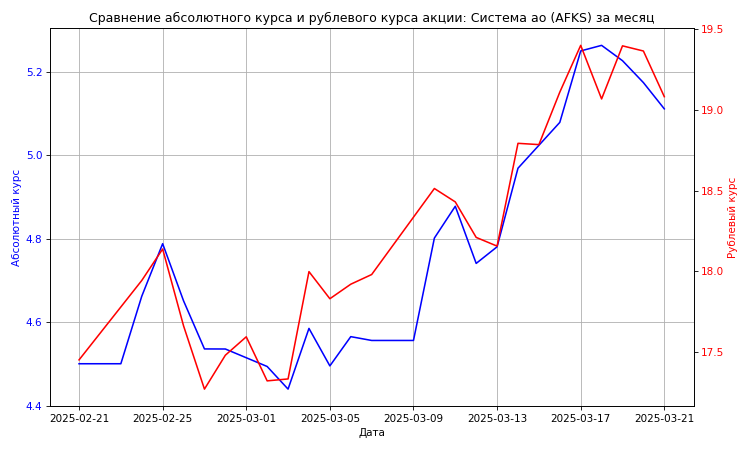 Сравнение абсолютного курса и рублевого курса акции: Система ао (AFKS) за месяц
Абсолютный курс
5.2
5.0
4.8
4.6
4.4
19.5
19.0
18.5
18.0
17.5
Рублевый курс
2025-02-21 2025-02-25 2025-03-01 2025-03-05 2025-03-09 2025-03-13 2025-03-17 2025-03-21
Дата